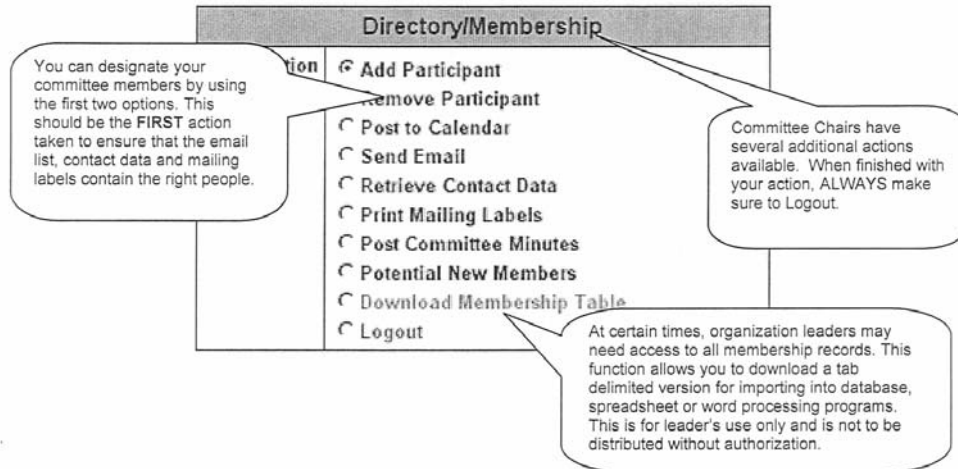 Directory/Membership
tion
Add Participant
Remove Participant
Post to Calendar
Send Email
Retrieve Contact Data
Print Mailing Labels
Post Committee Minutes
Potential New Members
Download Membership Table
Logout
You can designate your
committee members by using
the first two options. This
should be the FIRST action
taken to ensure that the email
list, contact data and mailing
labels contain the right people.
Committee Chairs have
several additional actions
available. When finished with
your action, ALWAYS make
sure to Logout.
At certain times, organization leaders may
need access to all membership records. This
function allows you to download a tab
delimited version for importing into database,
spreadsheet or word processing programs.
This is for leader's use only and is not to be
distributed without authorization.